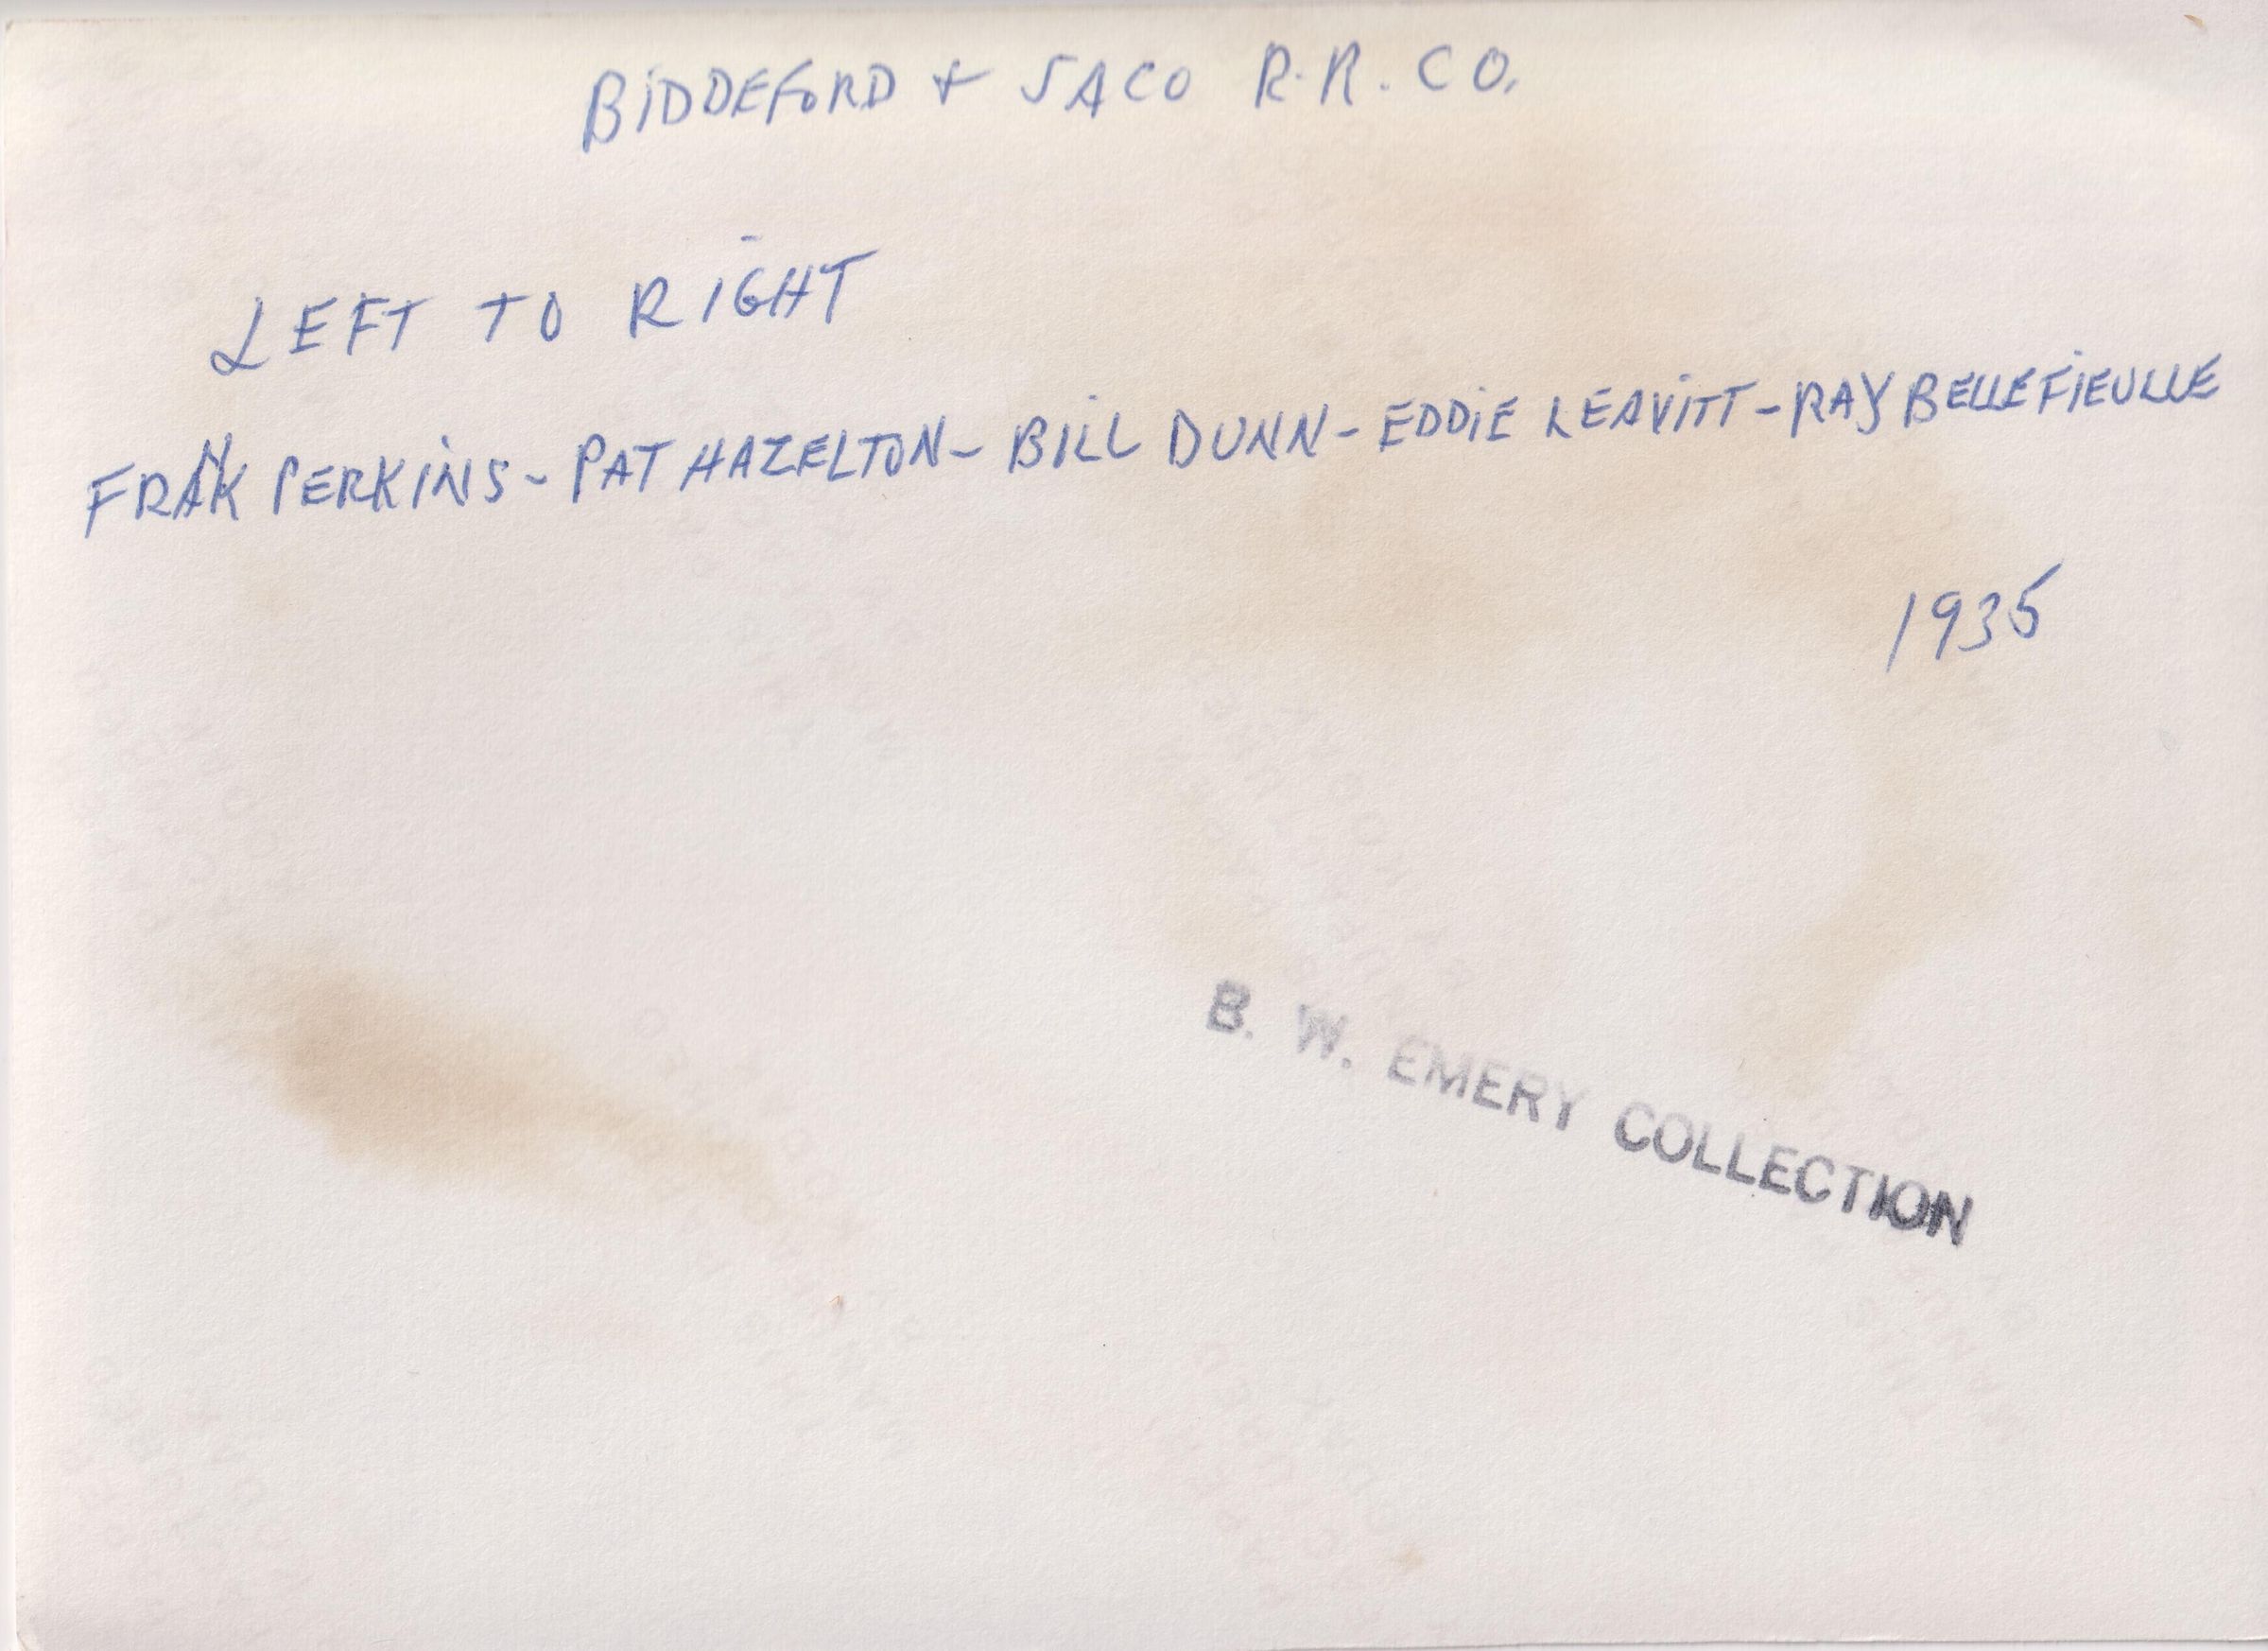 BIDDEFORD + SACO R.R. CO.
LEFT TO RIGHT
FRANK PERKINS - PAT HAZELTON - BILL DUNN - EDDIE LEAVITT - RAY BELLEFIEULLE
1935
B. W. EMERY COLLECTION